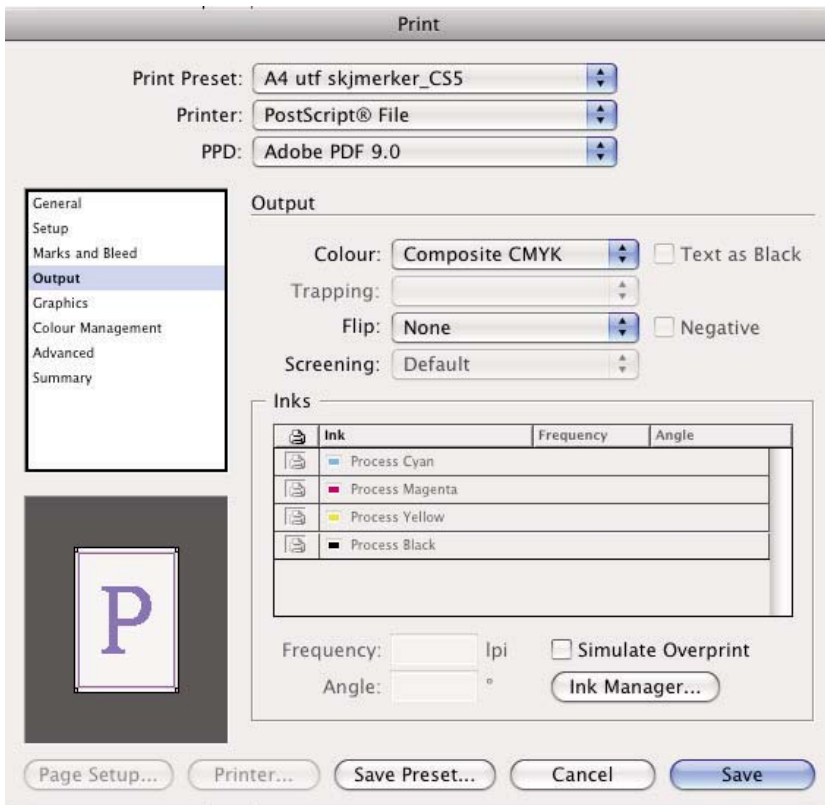 Print
Print Preset: A4 utf skjmerker_CS5
Printer: PostScript® File
PPD: Adobe PDF 9.0
General
Setup
Marks and Bleed
Output
Graphics
Colour Management
Advanced
Summary
Output
Colour: Composite CMYK Text as Black
Trapping:
Flip: None Negative
Screening: Default
Inks
Ink Frequency Angle
Process Cyan
Process Magenta
Process Yellow
Process Black
P
Frequency: lpi Simulate Overprint
Angle: ° Ink Manager...
Page Setup... Printer... Save Preset... Cancel Save